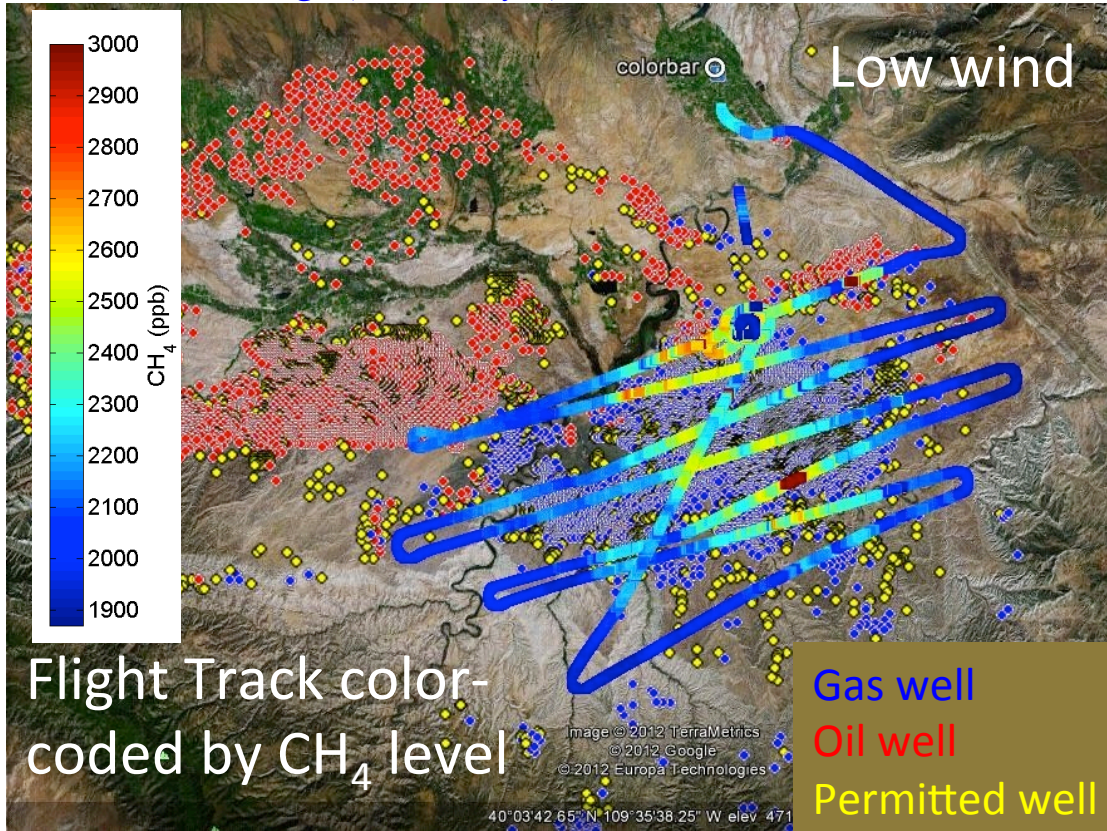 3000
2900
2800
2700
2600
2500
2400
2300
2200
2100
2000
1900
CH4 (ppb)
colorbar
Low wind
Flight Track color-
coded by CH4 level
Image © 2012 TerraMetrics
© 2012 Google
© 2012 Europa Technologies
40°03'42.65" N 109°35'38.25" W elev 471
Gas well
Oil well
Permitted well